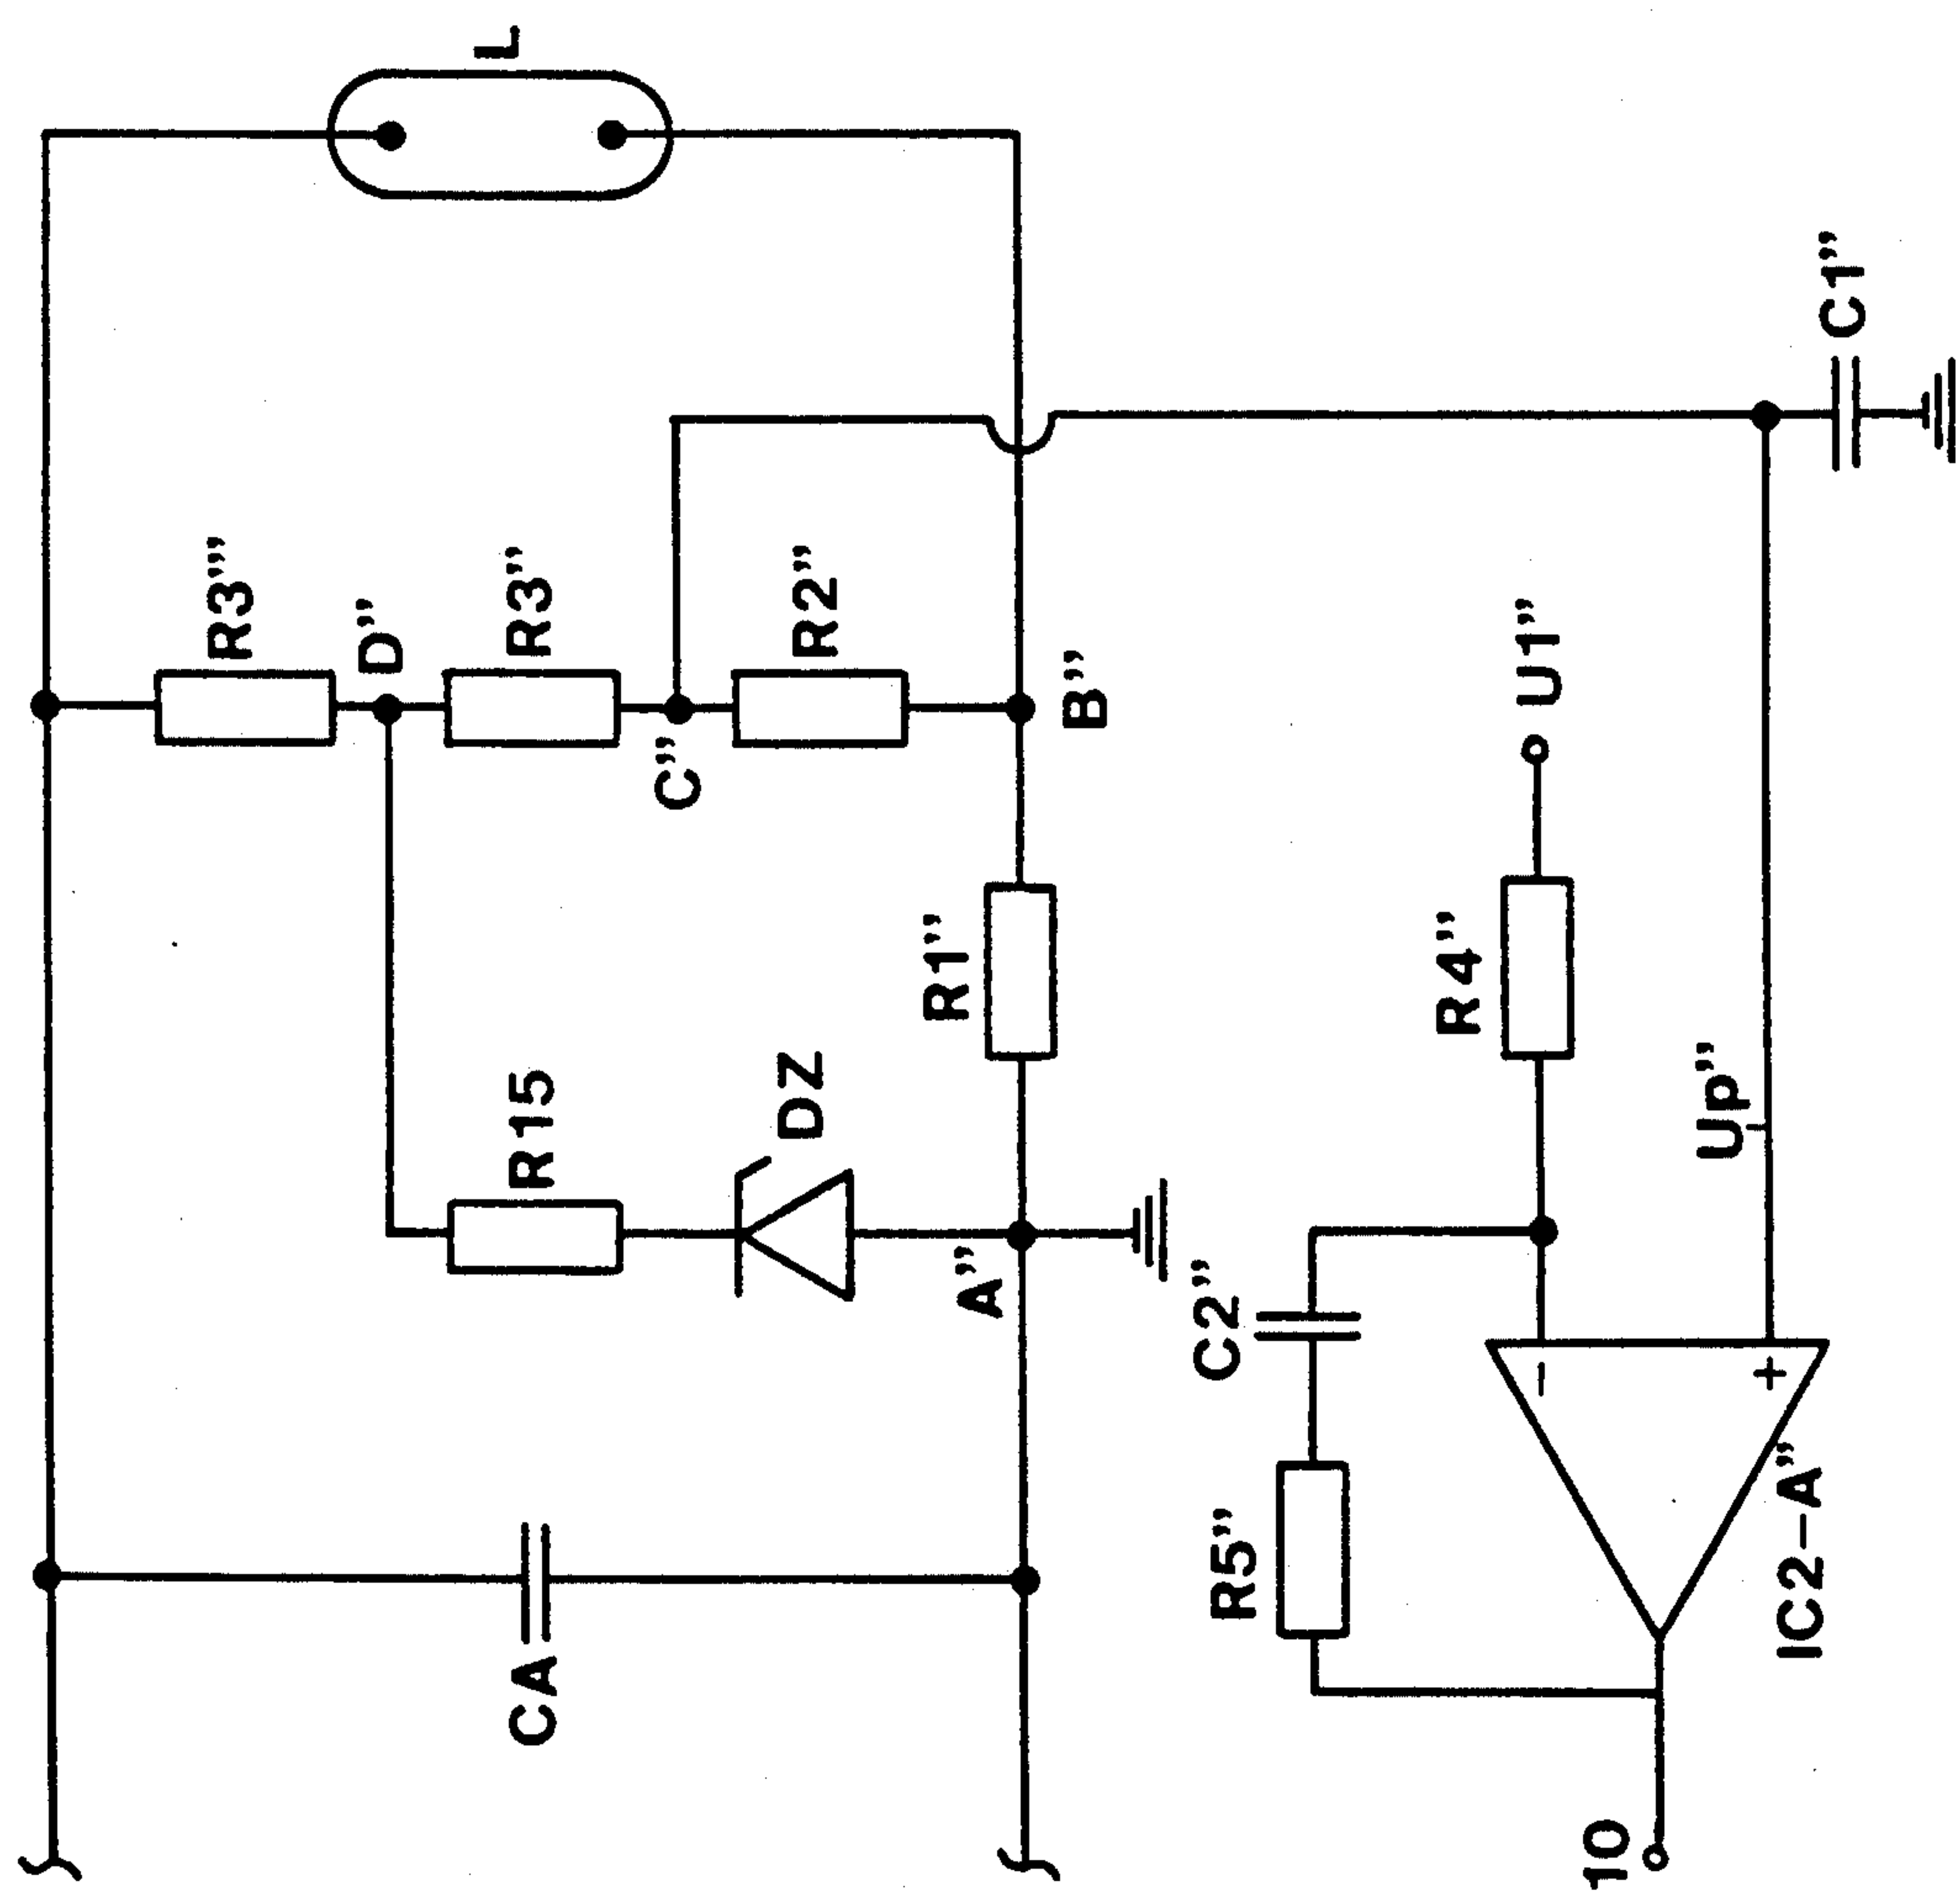 L
R3"'
D"
R3"
C"
R2"
B"
R15
DZ
R1"
A"
CA
U1"
R4"
C2"
R5"
Up"
C1"
-
+
IC2-A"
10